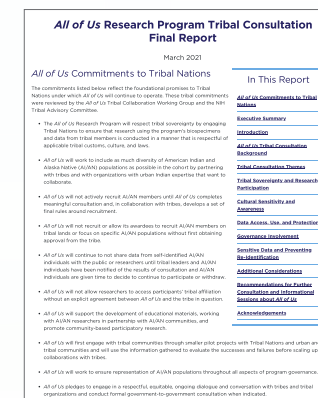 All of Us Research Program Tribal Consultation
Final Report
March 2021
All of Us Commitments to Tribal Nations
The commitments listed below reflect the foundational promises to Tribal
Nations under which All of Us will continue to operate. These tribal commitments
were reviewed by the All of Us Tribal Collaboration Working Group and the NIH
Tribal Advisory Committee.
• The All of Us Research Program will respect tribal sovereignty by engaging
Tribal Nations to ensure that research using the program's biospecimens
and data from tribal members is conducted in a manner that is respectful of
applicable tribal customs, culture, and laws.
• All of Us will work to include as much diversity of American Indian and
Alaska Native (AI/AN) populations as possible in the cohort by partnering
with tribes and with organizations with urban Indian expertise that want to
collaborate.
• All of Us will not actively recruit AI/AN members until All of Us completes
meaningful consultation and, in collaboration with tribes, develops a set of
final rules around recruitment.
• All of Us will not recruit or allow its awardees to recruit AI/AN members on
tribal lands or focus on specific AI/AN populations without first obtaining
approval from the tribe.
• All of Us will continue to not share data from self-identified AI/AN
individuals with the public or researchers until tribal leaders and AI/AN
individuals have been notified of the results of consultation and AI/AN
individuals are given time to decide to continue to participate or withdraw.
• All of Us will not allow researchers to access participants' tribal affiliation
without an explicit agreement between All of Us and the tribe in question.
• All of Us will support the development of educational materials, working
with AI/AN researchers in partnership with AI/AN communities, and
promote community-based participatory research.
• All of Us will first engage with tribal communities through smaller pilot projects with Tribal Nations and urban
tribal communities and will use the information gathered to evaluate the successes and failures before scaling up
collaborations with tribes.
• All of Us will work to ensure representation of AI/AN populations throughout all aspects of program governance.
• All of Us pledges to engage in a respectful, equitable, ongoing dialogue and conversation with tribes and tribal
organizations and conduct formal government-to-government consultation when indicated.
In This Report
All of Us Commitments to Tribal
Nations
Executive Summary
Introduction
All of Us Tribal Consultation
Background
Tribal Consultation Themes
Tribal Sovereignty and Research
Participation
Cultural Sensitivity and
Awareness
Data Access, Use, and Protection
Governance Involvement
Sensitive Data and Preventing
Re-Identification
Additional Considerations
Recommendations for Further
Consultation and Informational
Sessions about All of Us
Acknowledgements